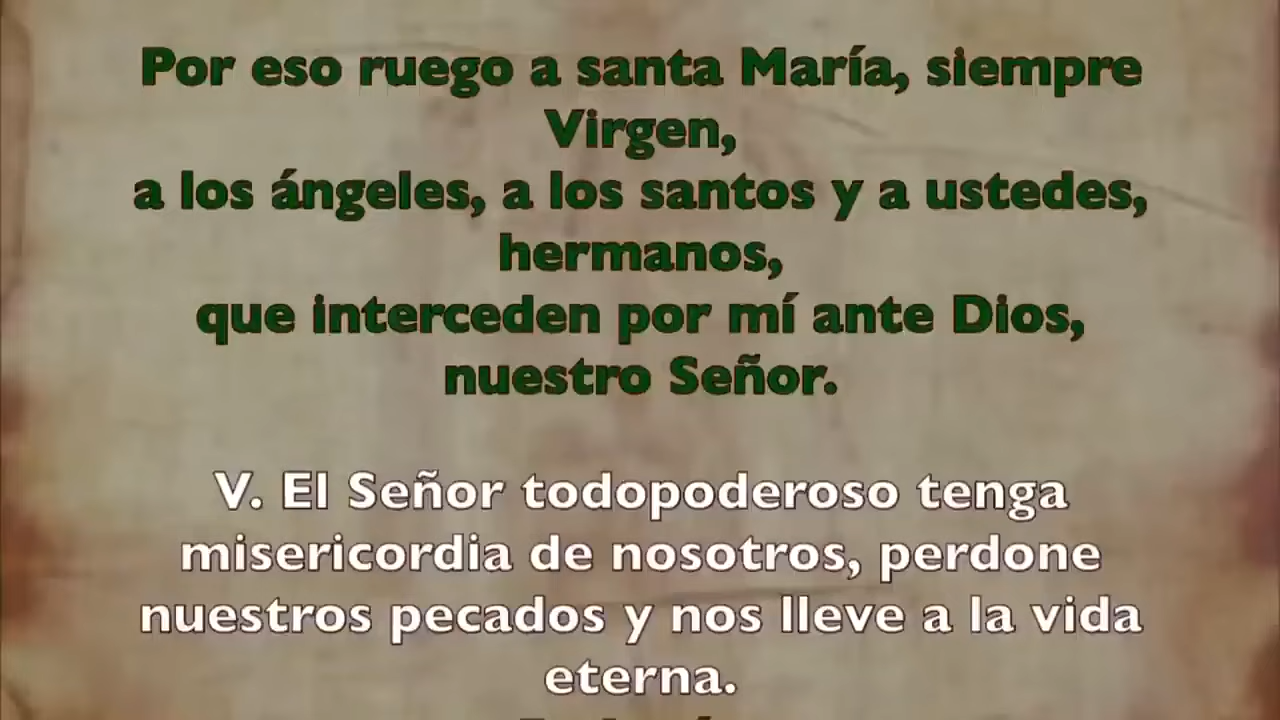 Por eso ruego a santa María, siempre
Virgen,
a los ángeles, a los santos y a ustedes,
hermanos,
que interceden por mí ante Dios,
nuestro Señor.
V. El Señor todopoderoso tenga
misericordia de nosotros, perdone
nuestros pecados y nos lleve a la vida
eterna.